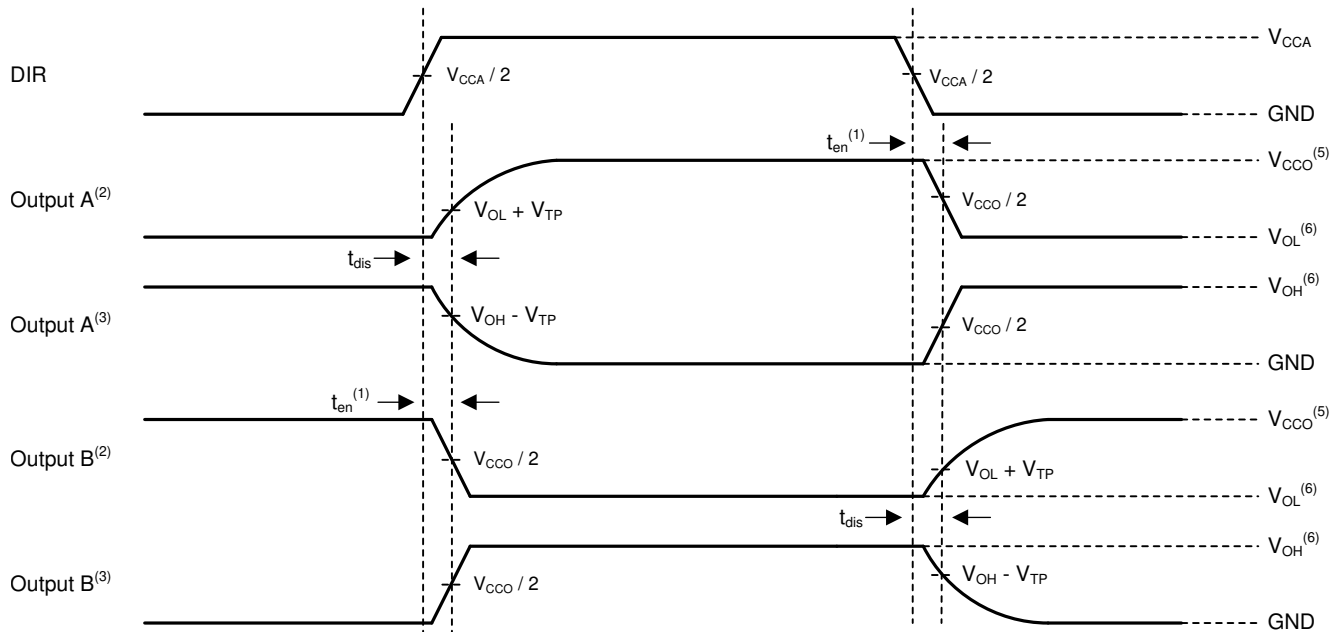 V_CCA
DIR
V_CCA / 2
V_CCA / 2
GND
t_en^(1)
V_CCO^(5)
Output A^(2)
V_OL + V_TP
V_CCO / 2
V_OL^(6)
t_dis
V_OH^(6)
Output A^(3)
V_OH - V_TP
V_CCO / 2
GND
t_en^(1)
V_CCO^(5)
Output B^(2)
V_CCO / 2
V_OL + V_TP
V_OL^(6)
t_dis
V_OH^(6)
Output B^(3)
V_CCO / 2
V_OH - V_TP
GND